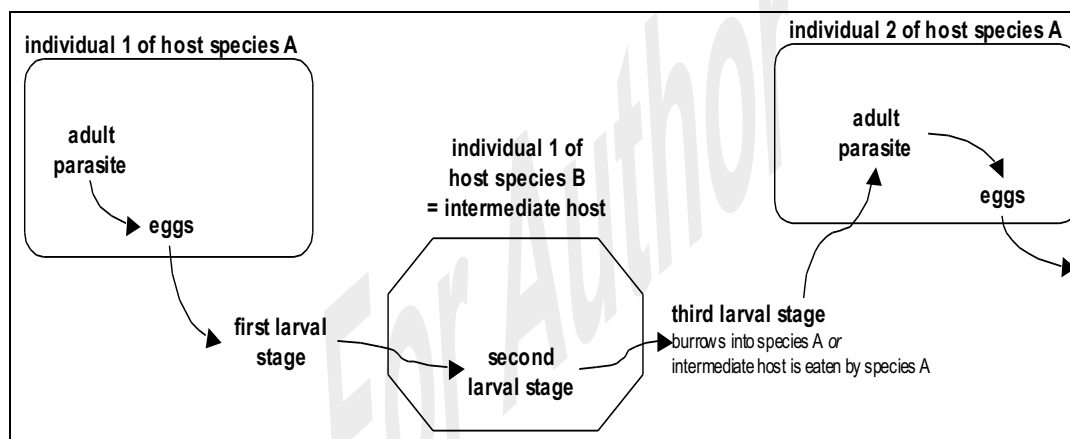 individual 1 of host species A
adult
parasite
eggs
first larval
stage
individual 1 of
host species B
= intermediate host
second
larval stage
third larval stage
burrows into species A or
intermediate host is eaten by species A
individual 2 of host species A
adult
parasite
eggs
For Author